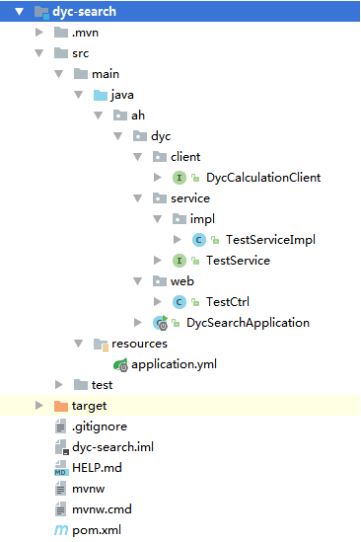 dyc-search
.mvn
src
main
java
ah
dyc
client
I DycCalculationClient
service
impl
C TestServiceImpl
I TestService
web
C TestCtrl
C DycSearchApplication
resources
application.yml
test
target
.gitignore
dyc-search.iml
MD HELP.md
mvnw
mvnw.cmd
m pom.xml